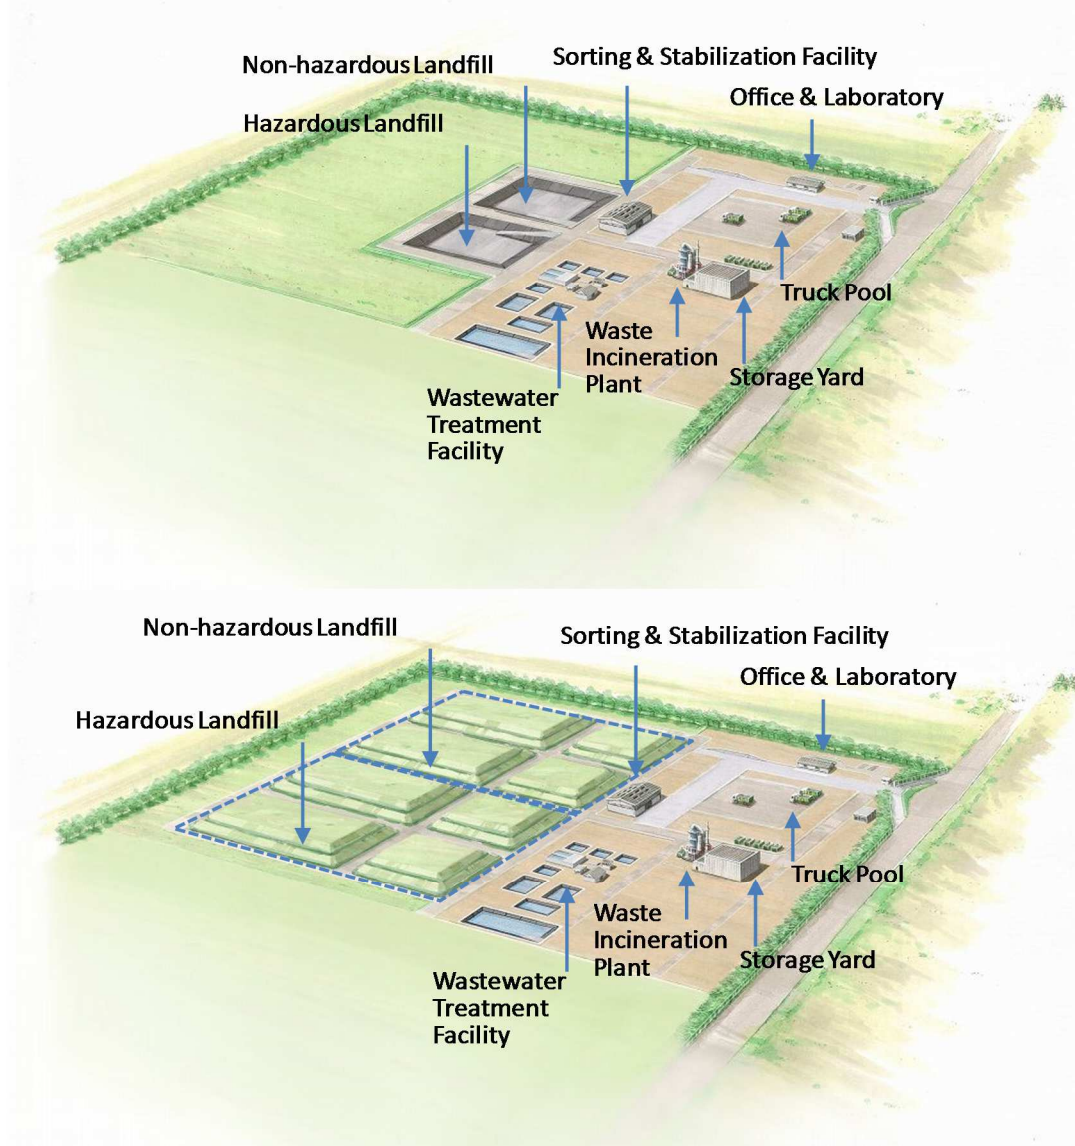 Sorting & Stabilization Facility
Non-hazardous Landfill
Office & Laboratory
Hazardous Landfill
Truck Pool
Waste
Incineration
Plant
Storage Yard
Wastewater
Treatment
Facility
Non-hazardous Landfill
Sorting & Stabilization Facility
Office & Laboratory
Hazardous Landfill
Truck Pool
Waste
Incineration
Plant
Storage Yard
Wastewater
Treatment
Facility